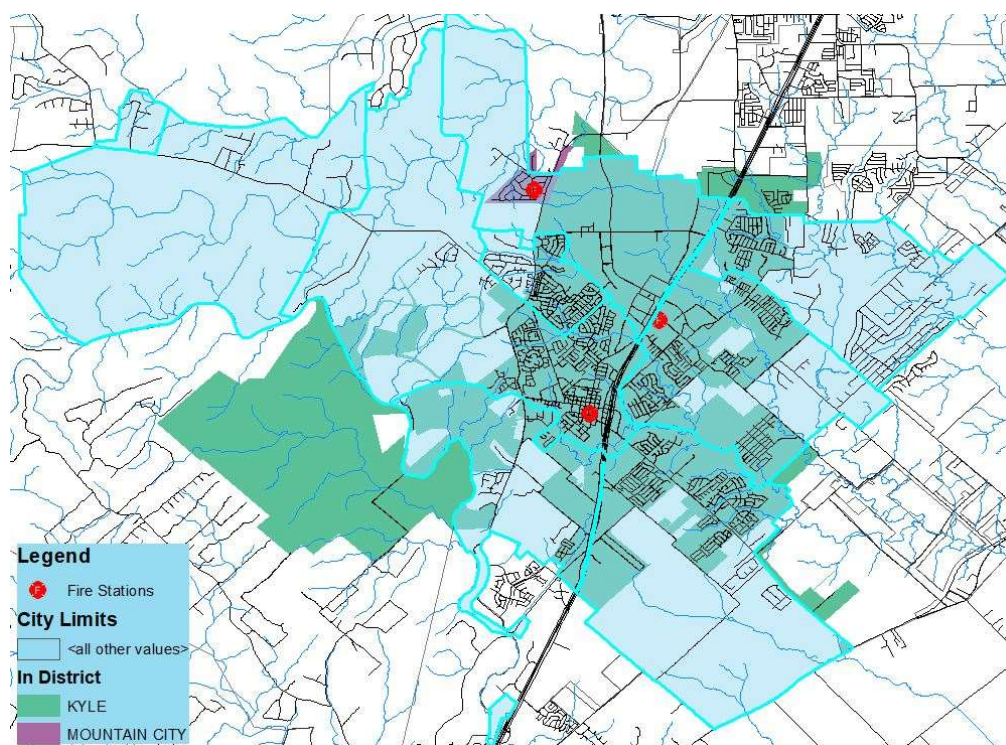 Legend
F Fire Stations
City Limits
<all other values>
In District
KYLE
MOUNTAIN CITY